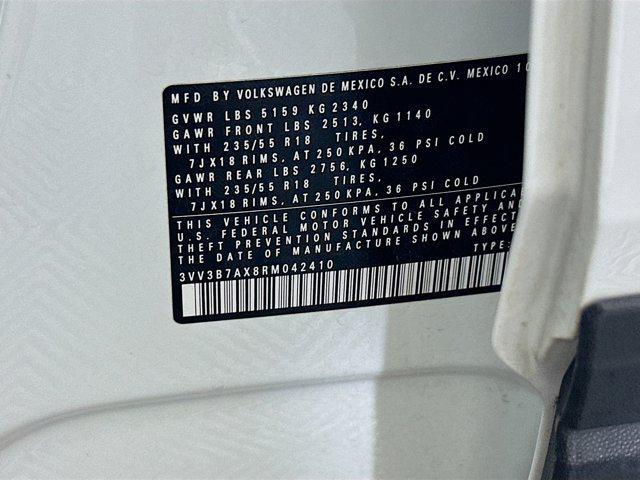 MFD BY VOLKSWAGEN DE MEXICO S.A. DE C.V. MEXICO 10
GVWR LBS 5159 KG 2340
GAWR FRONT LBS 2513, KG 1140
WITH 235/55 R18 TIRES,
7JX18 RIMS, AT 250 KPA, 36 PSI COLD
GAWR REAR LBS 2756, KG 1250
WITH 235/55 R18 TIRES,
7JX18 RIMS, AT 250 KPA, 36 PSI COLD
THIS VEHICLE CONFORMS TO ALL APPLICA
U.S. FEDERAL MOTOR VEHICLE SAFETY AND
THEFT PREVENTION STANDARDS IN EFFECT
THE DATE OF MANUFACTURE SHOWN ABOVE
TYPE:
3VV3B7AX8RM042410